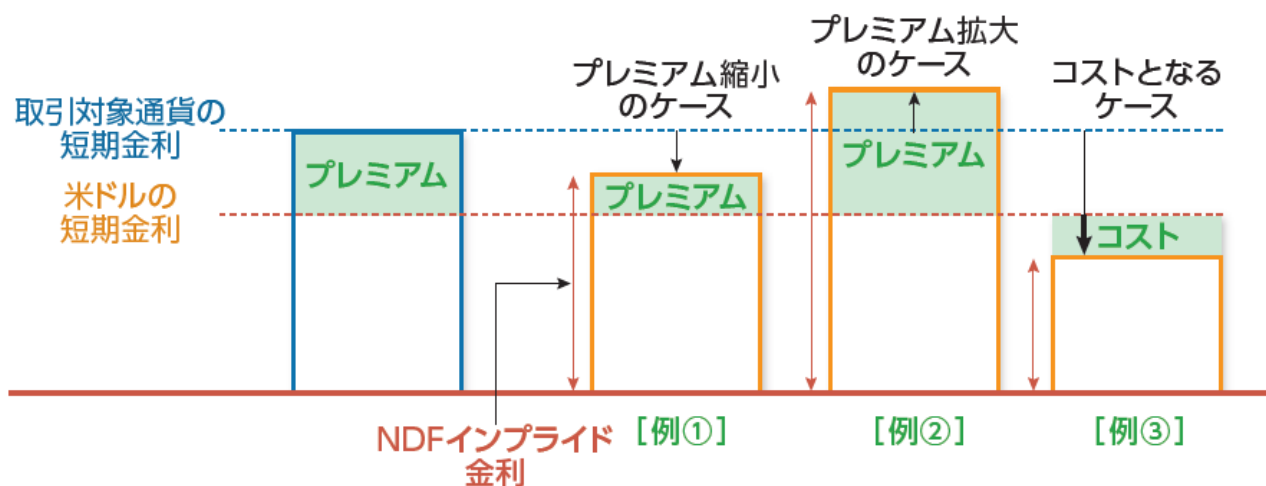 プレミアム縮小
のケース
プレミアム拡大
のケース
コストとなる
ケース
取引対象通貨の
短期金利
米ドルの
短期金利
プレミアム
プレミアム
プレミアム
コスト
NDFインプライド
金利
［例①］
［例②］
［例③］